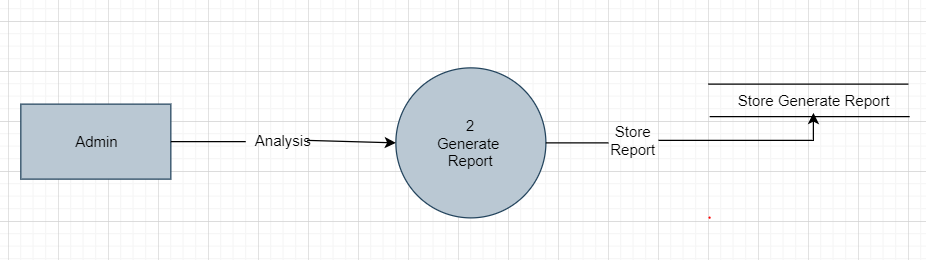 Admin
Analysis
2
Generate
Report
Store
Report
Store Generate Report